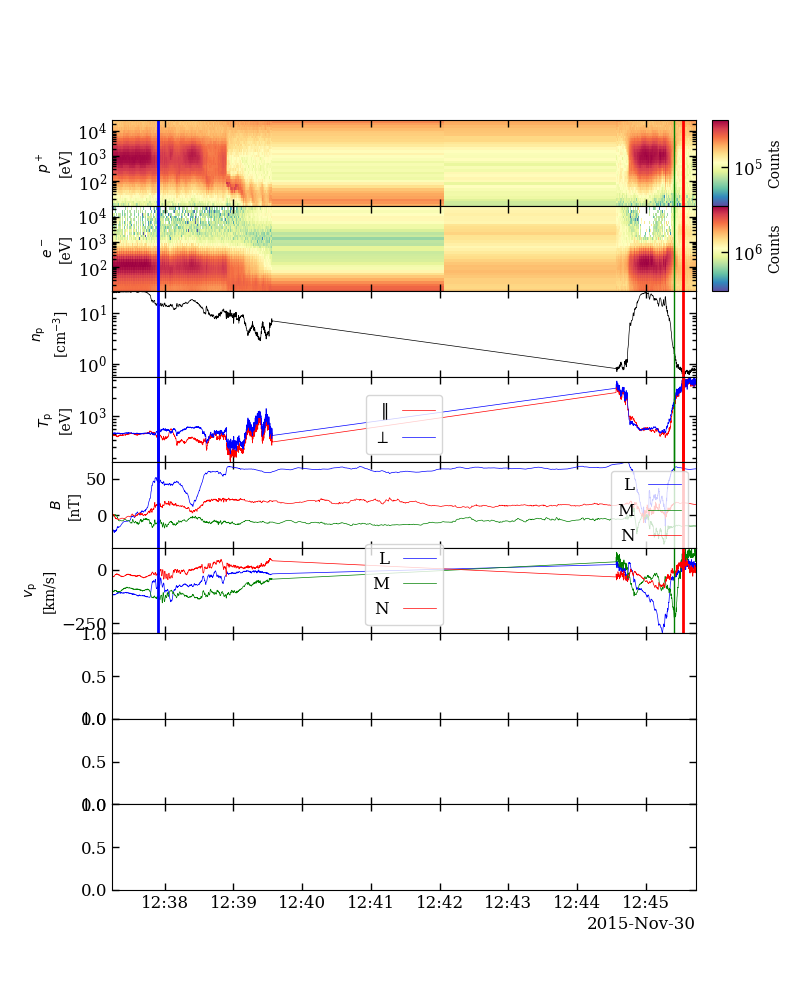 10⁴
10³
10²
p⁺
[eV]
10⁵
Counts
10⁴
10³
10²
e⁻
[eV]
10⁶
Counts
10¹
10⁰
nₚ
[cm⁻³]
10³
Tₚ
[eV]
∥
⊥
50
0
B
[nT]
L
M
N
0
−250
vₚ
[km/s]
L
M
N
1.0
0.5
0.0
1.0
0.5
0.0
1.0
0.5
0.0
12:38 12:39 12:40 12:41 12:42 12:43 12:44 12:45
2015-Nov-30